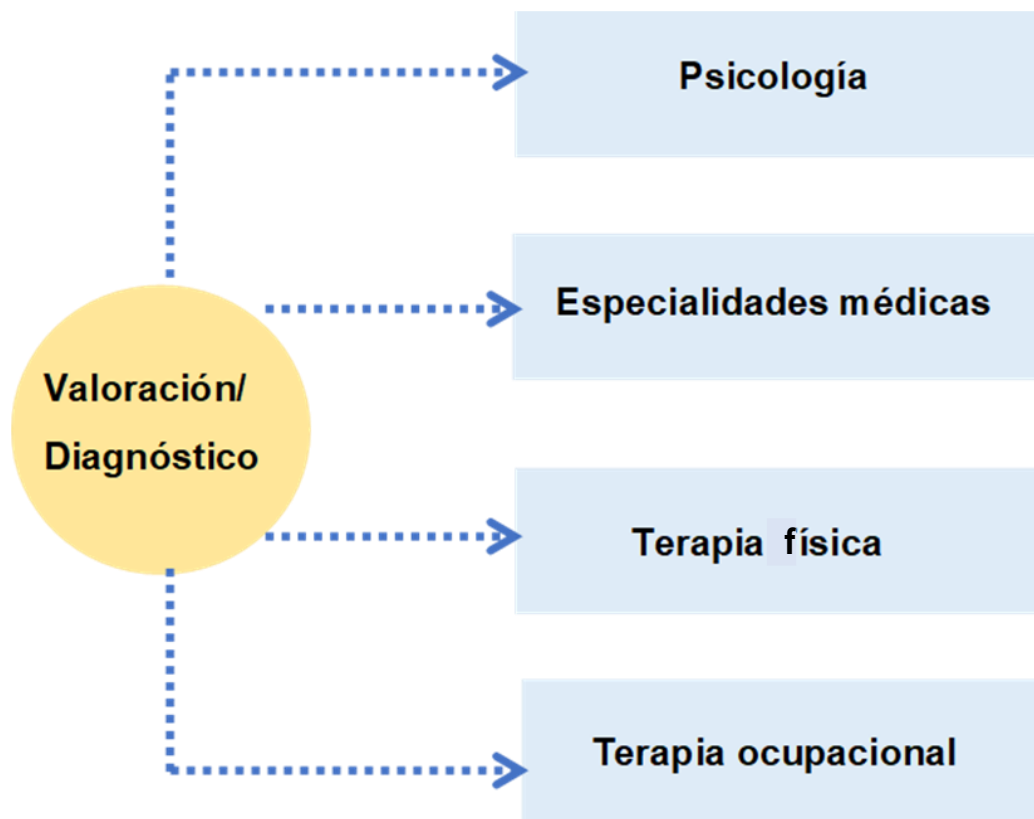 Psicología
Especialidades médicas
Valoración/
Diagnóstico
Terapia física
Terapia ocupacional